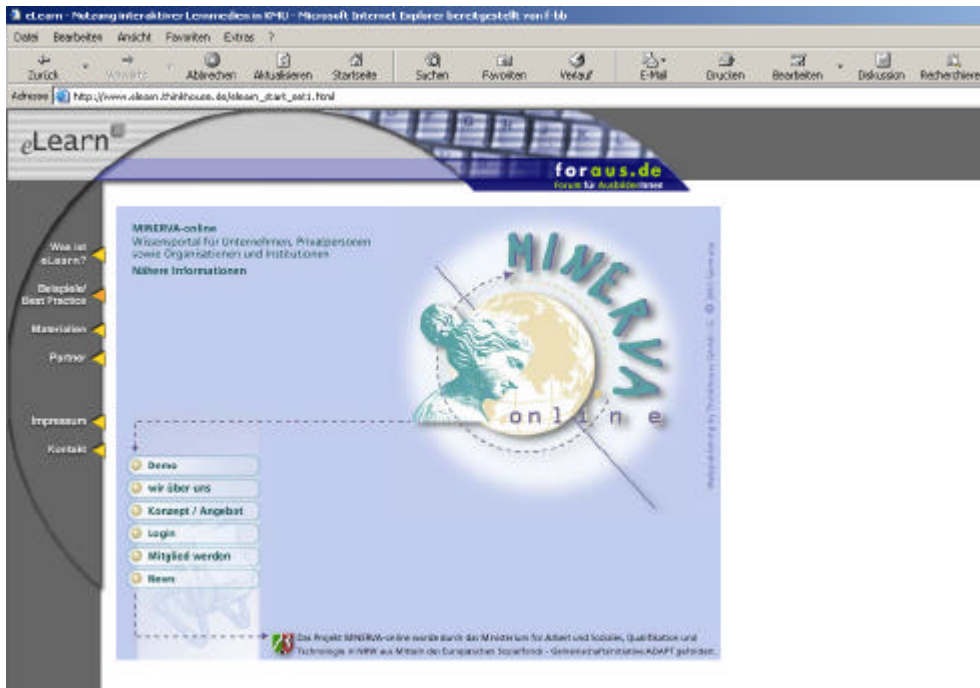 eLearn - Nutzung interaktiver Lernmedien in KMU - Microsoft Internet Explorer bereitgestellt von f-bb
Datei Bearbeiten Ansicht Favoriten Extras ?
Zurück Vorwärts Abbrechen Aktualisieren Startseite Suchen Favoriten Verlauf E-Mail Drucken Bearbeiten Diskussion Recherchieren
Adresse http://www.elearn.thinkhouse.de/elearn_start_set1.html
eLearn
foraus.de
Forum für AusbilderInnen
MINERVA-online
Wissensportal für Unternehmen, Privatpersonen
sowie Organisationen und Institutionen
Nähere Informationen
MINERVA
online
Was ist
eLearn?
Beispiele/
Best Practice
Materialien
Partner
Impressum
Kontakt
Demo
wir über uns
Konzept / Angebot
Login
Mitglied werden
News
Das Projekt MINERVA-online wurde durch das Ministerium für Arbeit und Soziales, Qualifikation und
Technologie in NRW aus Mitteln der Europäischen Sozialfonds - Gemeinschaftsinitiative ADAPT gefördert.